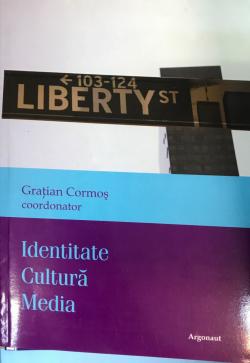 ← 103-124
LIBERTY ST
Grațian Cormoș
coordonator
Identitate
Cultură
Media
Argonaut